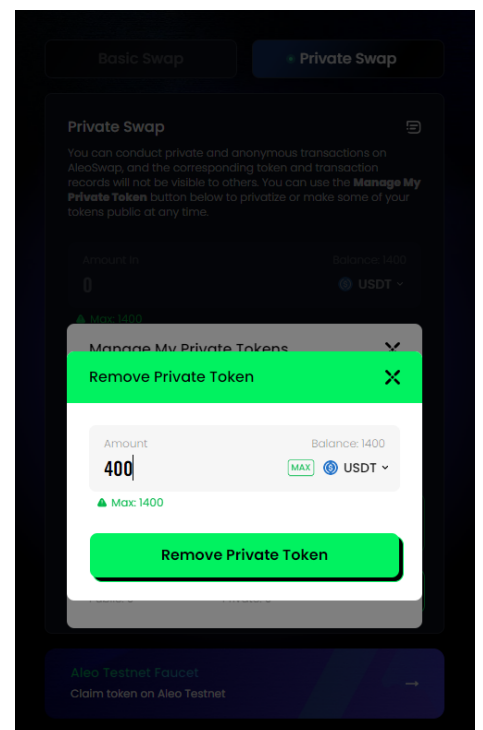 Basic Swap
Private Swap
Private Swap
You can conduct private and anonymous transactions on
AleoSwap, and the corresponding token and transaction
records will not be visible to others. You can use the Manage My
Private Token button below to privatize or make some of your
tokens public at any time.
Amount In
Balance: 1400
0
USDT
Max: 1400
Manage My Private Tokens
Remove Private Token
Amount
Balance: 1400
400
MAX
USDT
Max: 1400
Remove Private Token
Aleo Testnet Faucet
Claim token on Aleo Testnet